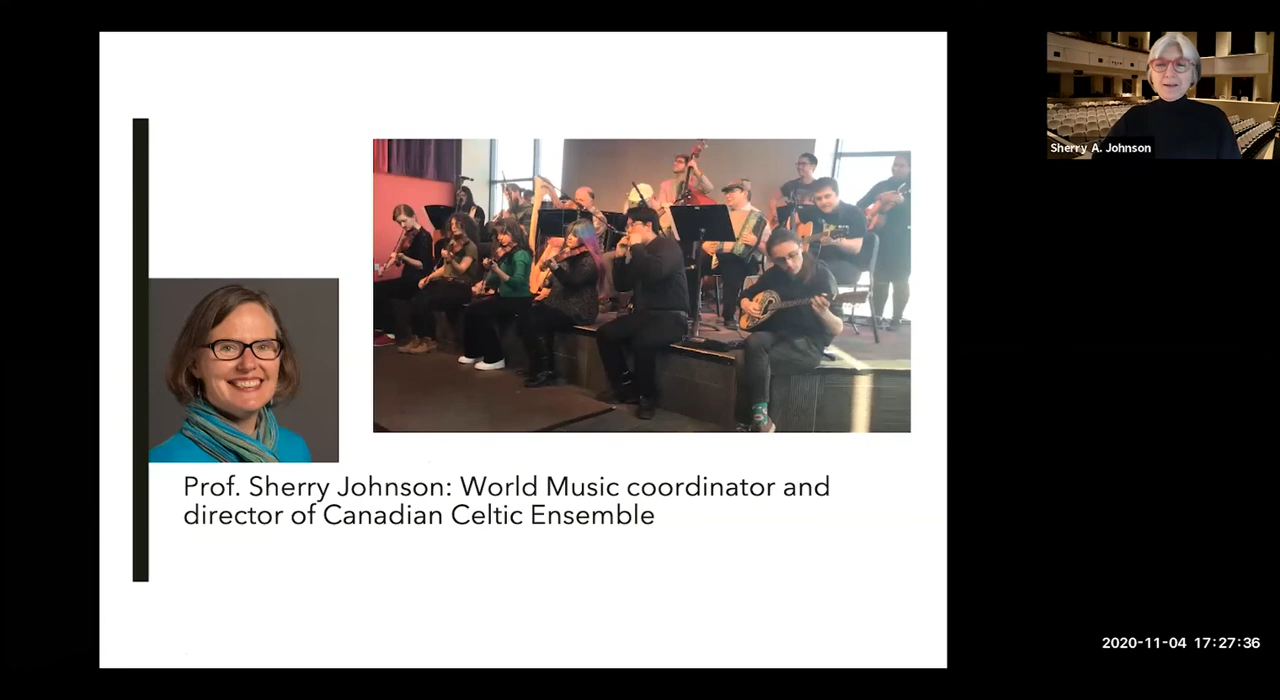 Sherry A. Johnson
Prof. Sherry Johnson: World Music coordinator and
director of Canadian Celtic Ensemble
2020-11-04 17:27:36